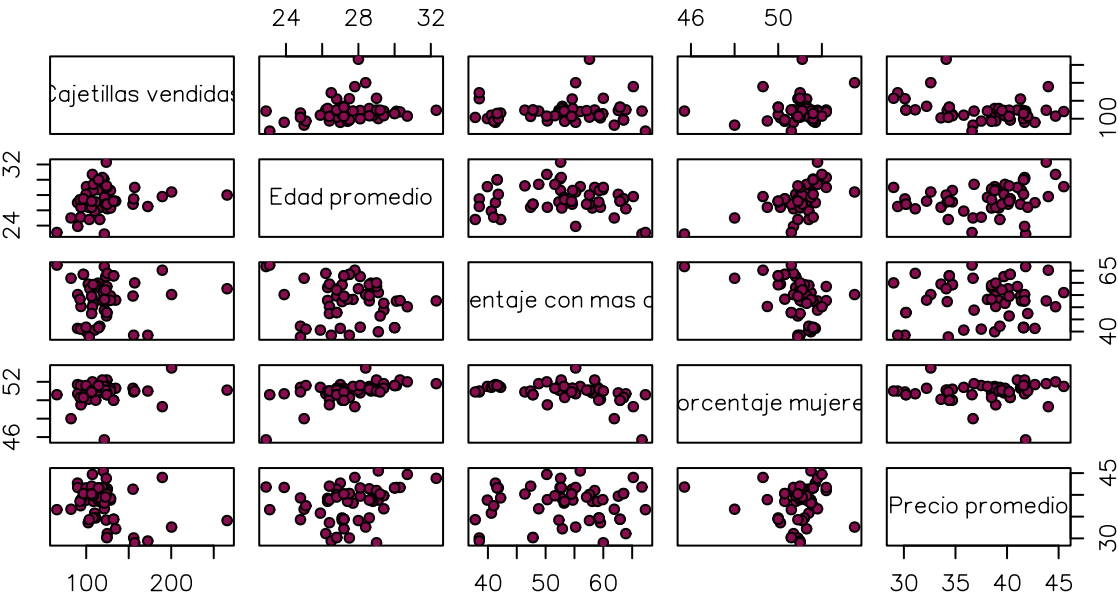 24 28 32 46 50
Cajetillas vendidas
100
32
24
Edad promedio
entaje con mas
65
40
52
46
orcentaje mujere
Precio promedio
45
30
100 200 40 50 60 30 35 40 45